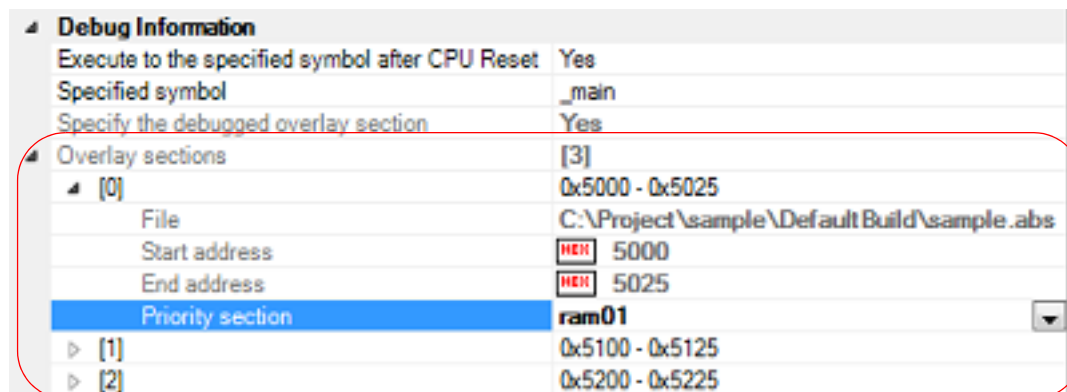 Debug Information
Execute to the specified symbol after CPU Reset Yes
Specified symbol _main
Specify the debugged overlay section Yes
Overlay sections [3]
[0] 0x5000 - 0x5025
File C:\Project\sample\DefaultBuild\sample.abs
Start address HEX 5000
End address HEX 5025
Priority section ram01
[1] 0x5100 - 0x5125
[2] 0x5200 - 0x5225